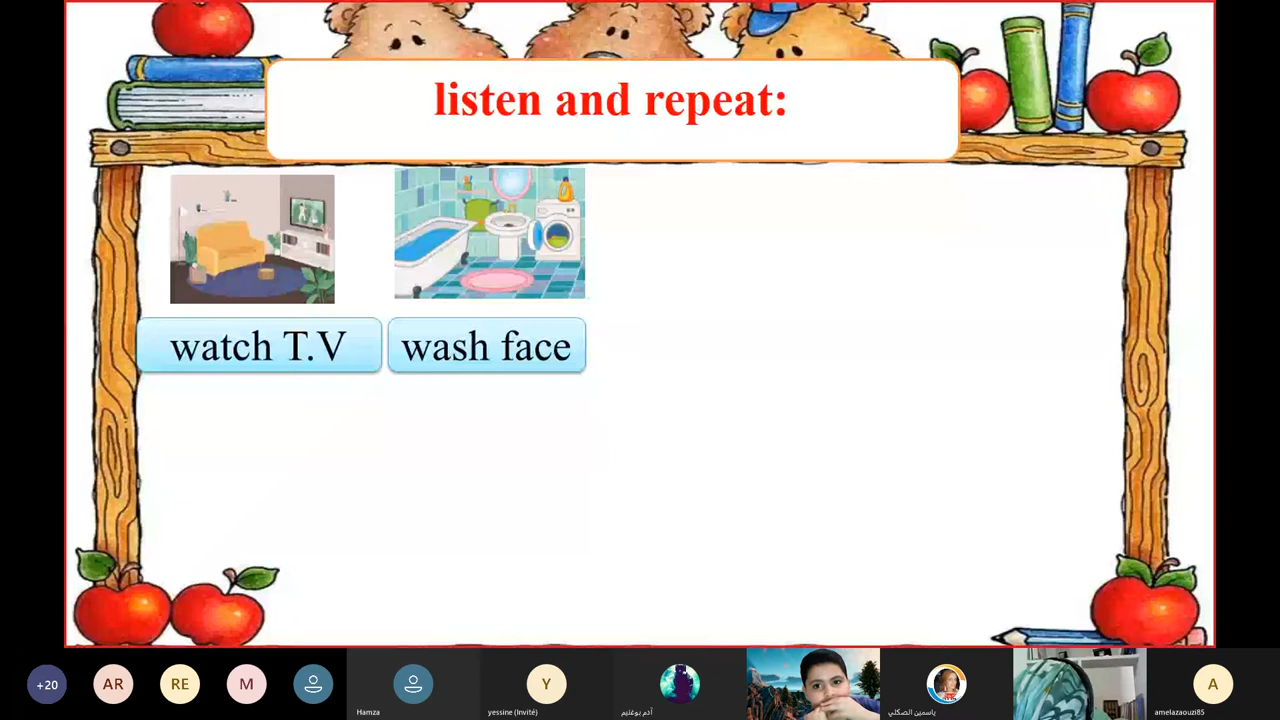 listen and repeat:
watch T.V
wash face
+20
AR
RE
M
Hamza
Y
yessine (Invité)
آدم بوغنيم
ياسمين الصكلي
A
amelazaouzi85